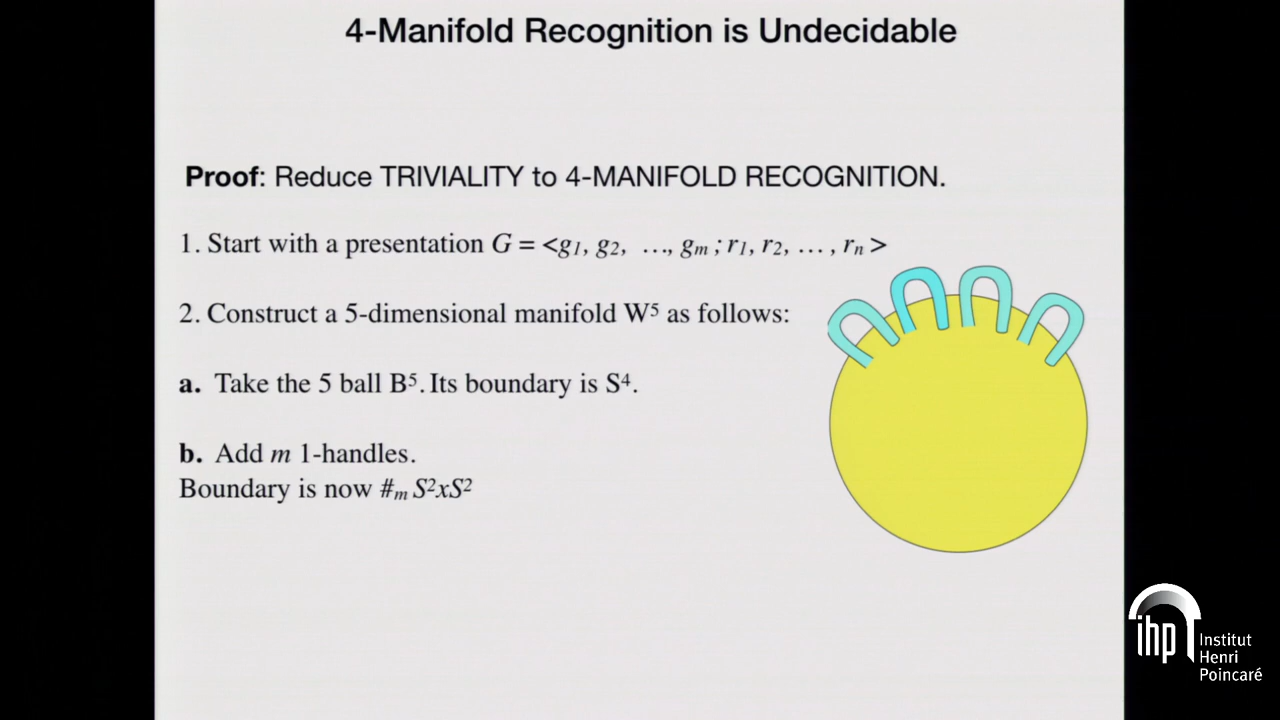 4-Manifold Recognition is Undecidable
Proof: Reduce TRIVIALITY to 4-MANIFOLD RECOGNITION.
1. Start with a presentation G = <g1, g2, …, gm ; r1, r2, … , rn >
2. Construct a 5-dimensional manifold W⁵ as follows:
a. Take the 5 ball B⁵. Its boundary is S⁴.
b. Add m 1-handles.
Boundary is now #m S²xS²
ihp
Institut
Henri
Poincaré